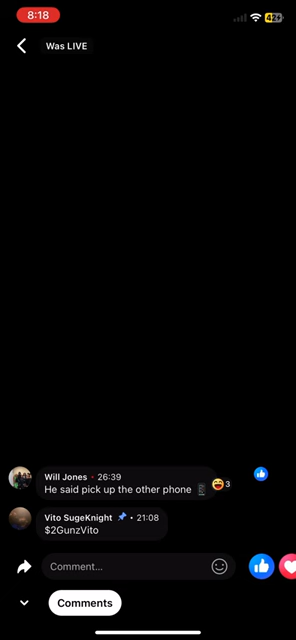 8:18
42
Was LIVE
Will Jones • 26:39
He said pick up the other phone
3
Vito SugeKnight • 21:08
$2GunzVito
Comment...
Comments